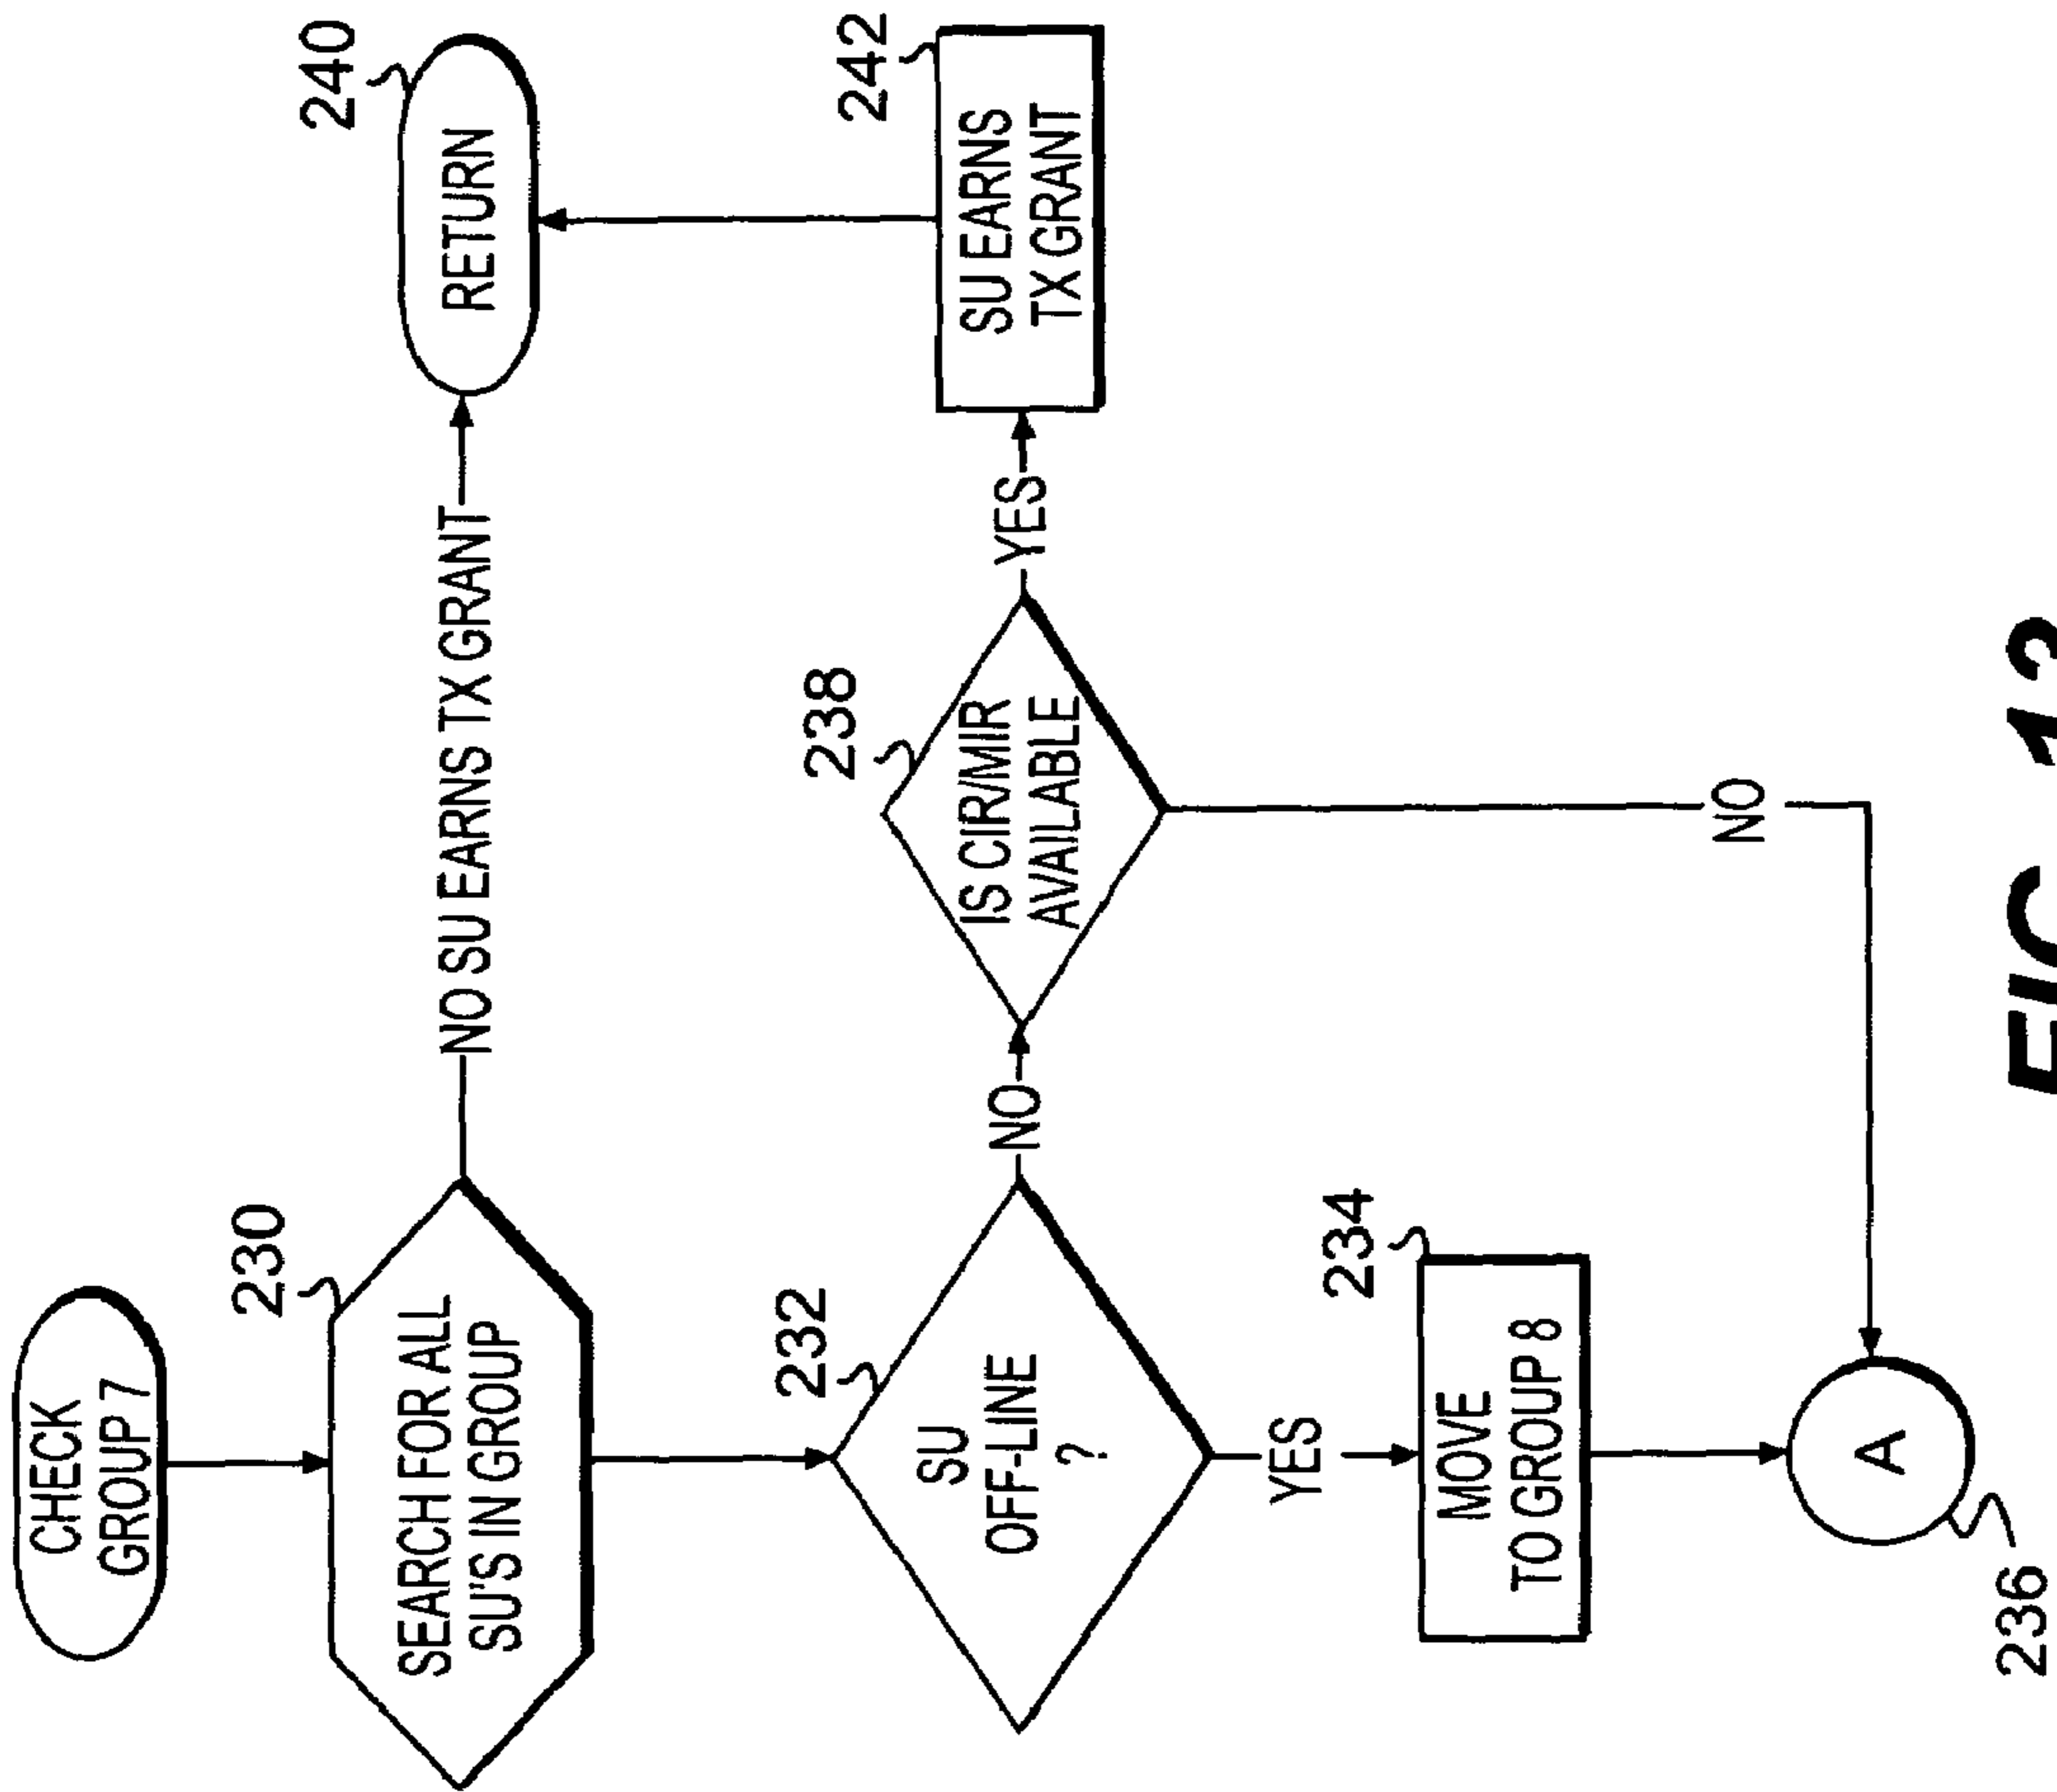 CHECK
GROUP 7
230
SEARCH FOR ALL
SU'S IN GROUP
NO SU EARNS TX GRANT
240
RETURN
232
SU
OFF-LINE
?
NO
238
IS CIR/MIR
AVAILABLE
YES
242
SU EARNS
TX GRANT
YES
234
MOVE
TO GROUP 8
NO
A
236